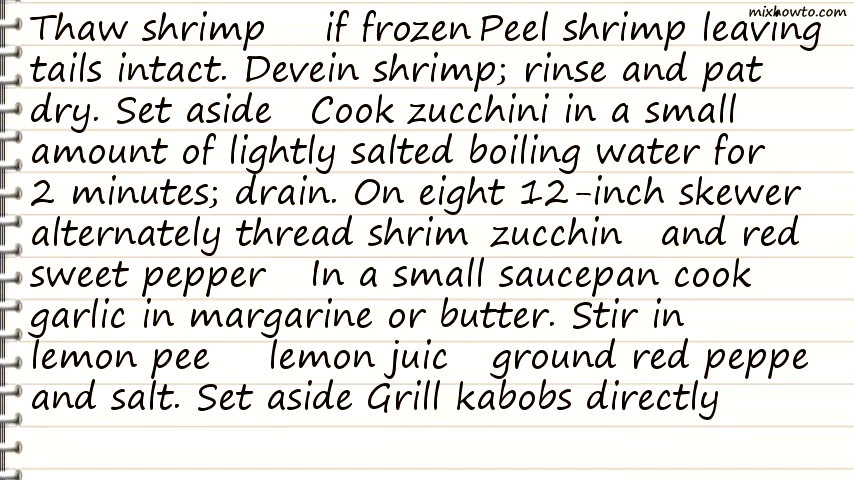 mixhowto.com
Thaw shrimp if frozen Peel shrimp leaving
tails intact. Devein shrimp; rinse and pat
dry. Set aside Cook zucchini in a small
amount of lightly salted boiling water for
2 minutes; drain. On eight 12-inch skewer
alternately thread shrim zucchin and red
sweet pepper In a small saucepan cook
garlic in margarine or butter. Stir in
lemon pee lemon juic ground red peppe
and salt. Set aside Grill kabobs directly